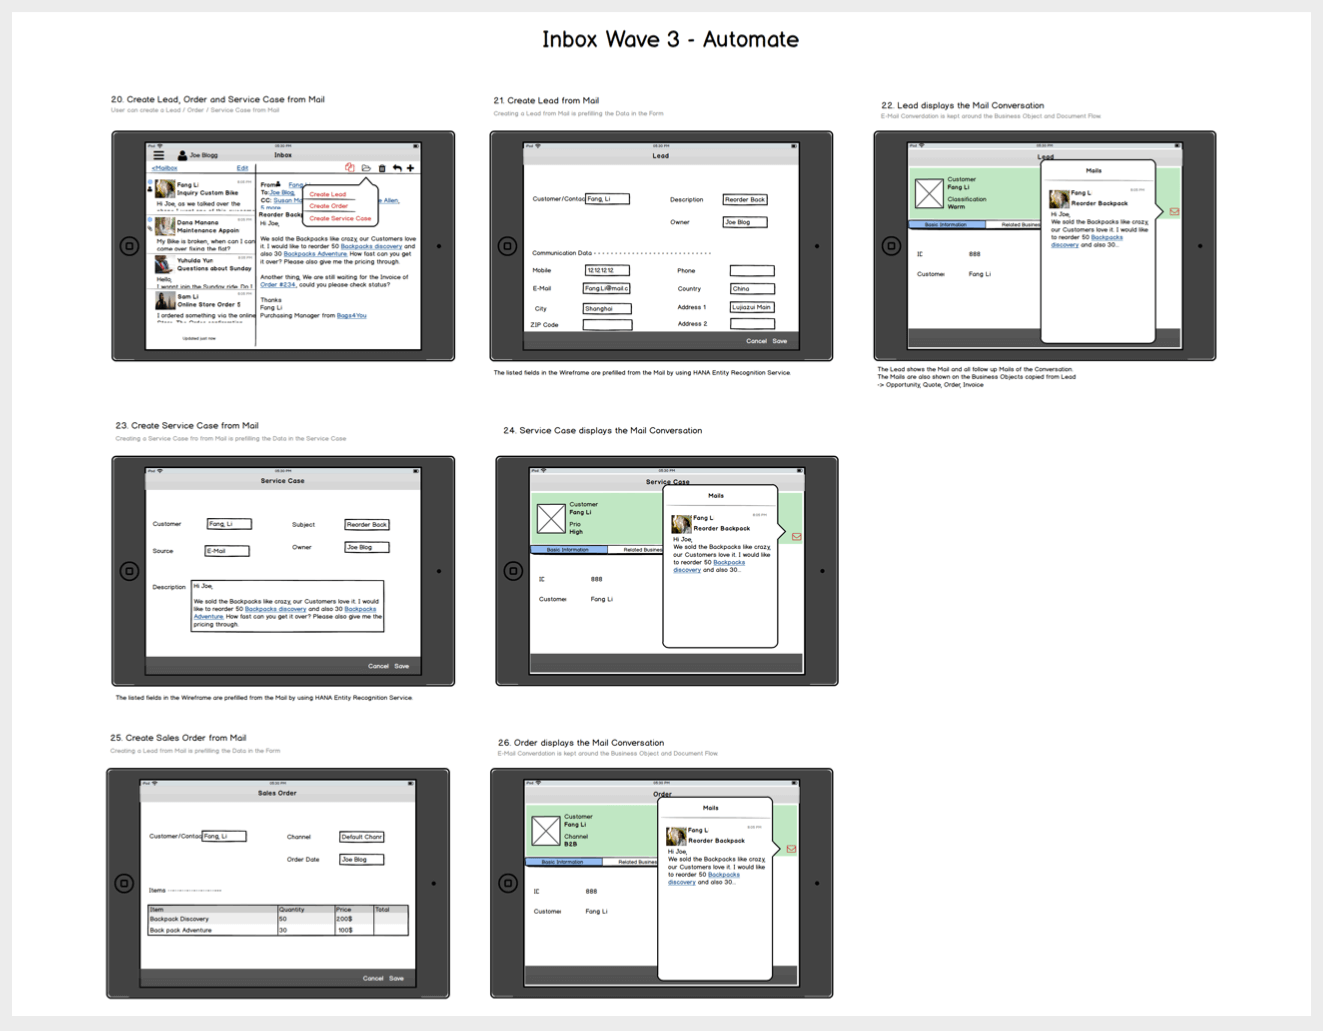 Inbox Wave 3 - Automate
20. Create Lead, Order and Service Case from Mail
User can create a Lead / Order / Service Case from Mail
Joe Blogg
Inbox
<Mailbox
Edit
Fang Li
Inquiry Custom Bike
Hi Joe, as we talked over the
Dana Manana
Maintenance Appoin
My Bike is broken, when can I can
come over fixing the flat?
Yuhulda Yun
Questions about Sunday
Hello,
I wannt join the Sunday ride. Do I
Sam Li
Online Store Order 5
I ordered something via the online
Updated just now
From
Fang
To:Joe Blog,
CC: Susan Mo
e Allen,
5 more
Reorder Backp
Create Lead
Create Order
Create Service Case
Hi Joe,
We sold the Backpacks like crazy, our Customers love
it. I would like to reorder 50 Backpacks discovery and
also 30 Backpacks Adventure. How fast can you get
it over? Please also give me the pricing through.
Another thing, We are still waiting for the Invoice of
Order #234, could you please check status?
Thanks
Fang Li
Purchasing Manager from Bags4You
21. Create Lead from Mail
Creating a Lead from Mail is prefilling the Data in the Form
Lead
Customer/Contac
Fang, Li
Description
Reorder Back
Owner
Joe Blog
Communication Data
Mobile
12121212
Phone
E-Mail
Fang.Li@mail.c
Country
China
City
Shanghai
Address 1
Lujiazui Main
ZIP Code
Address 2
Cancel Save
The listed fields in the Wireframe are prefilled from the Mail by using HANA Entity Recognition Service.
22. Lead displays the Mail Conversation
E-Mail Converdation is kept around the Business Object and Document Flow.
Lead
Customer
Fang Li
Classification
Warm
Basic Information
Related Busines
IC
888
Custome
Fang Li
Mails
Fang L
Reorder Backpack
Hi Joe,
We sold the Backpacks like crazy,
our Customers love it. I would like
to reorder 50 Backpacks
discovery and also 30...
The Lead shows the Mail and all follow up Mails of the Conversation.
The Mails are also shown on the Business Objects copied from Lead
-> Opportunity, Quote, Order, Invoice
23. Create Service Case from Mail
Creating a Service Case fro from Mail is prefilling the Data in the Service Case
Service Case
Customer
Fang, Li
Subject
Reorder Back
Source
E-Mail
Owner
Joe Blog
Description
Hi Joe,
We sold the Backpacks like crazy, our Customers love it. I would
like to reorder 50 Backpacks discovery and also 30 Backpacks
Adventure. How fast can you get it over? Please also give me the
pricing through.
Cancel Save
The listed fields in the Wireframe are prefilled from the Mail by using HANA Entity Recognition Service.
24. Service Case displays the Mail Conversation
Service Case
Customer
Fang Li
Prio
High
Basic Information
Related Busines
IC
888
Custome
Fang Li
Mails
Fang L
Reorder Backpack
Hi Joe,
We sold the Backpacks like crazy,
our Customers love it. I would like
to reorder 50 Backpacks
discovery and also 30...
25. Create Sales Order from Mail
Creating a Lead from Mail is prefilling the Data in the Form
Sales Order
Customer/Contac
Fang, Li
Channel
Default Chanr
Order Date
Joe Blog
Items
Item Quantity Price Total
Backpack Discovery 50 200$
Back pack Adventure 30 100$
Cancel Save
26. Order displays the Mail Conversation
E-Mail Converdation is kept around the Business Object and Document Flow.
Order
Customer
Fang Li
Channel
B2B
Basic Information
Related Busines
IC
888
Custome
Fang Li
Mails
Fang L
Reorder Backpack
Hi Joe,
We sold the Backpacks like crazy,
our Customers love it. I would like
to reorder 50 Backpacks
discovery and also 30...